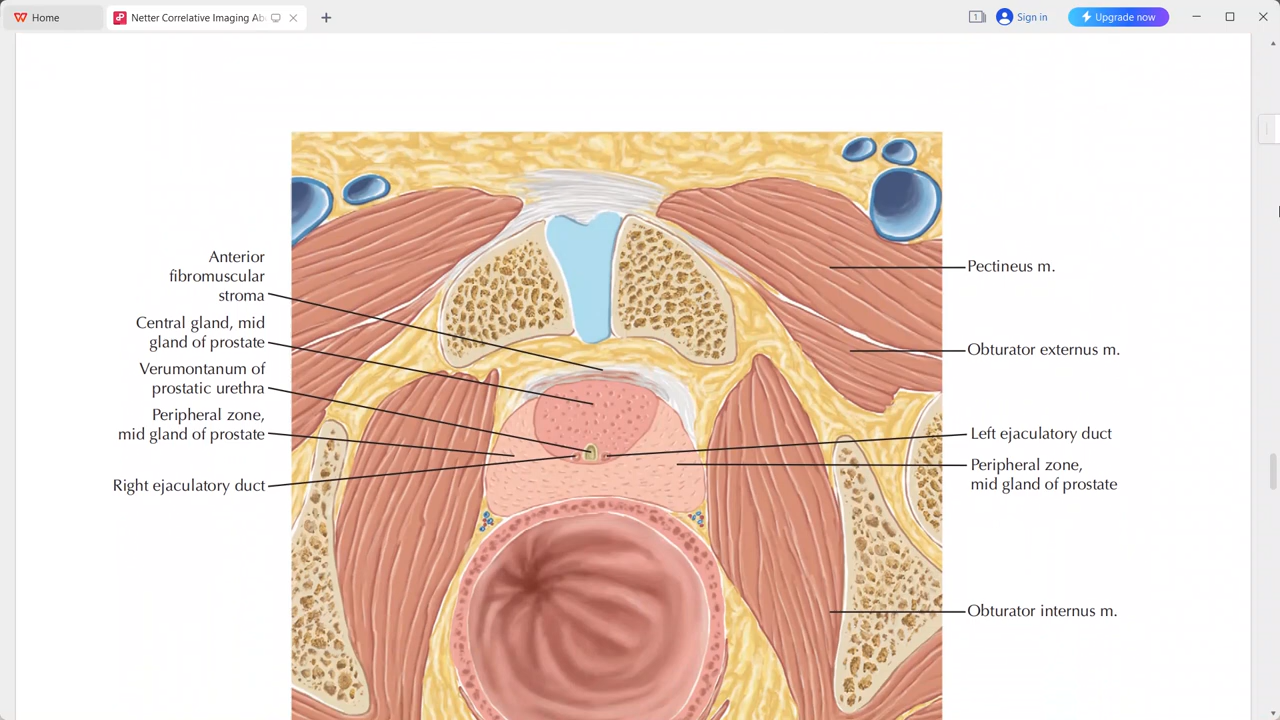 Home
Netter Correlative Imaging Ab
1
Sign in
Upgrade now
Anterior
fibromuscular
stroma
Central gland, mid
gland of prostate
Verumontanum of
prostatic urethra
Peripheral zone,
mid gland of prostate
Right ejaculatory duct
Pectineus m.
Obturator externus m.
Left ejaculatory duct
Peripheral zone,
mid gland of prostate
Obturator internus m.